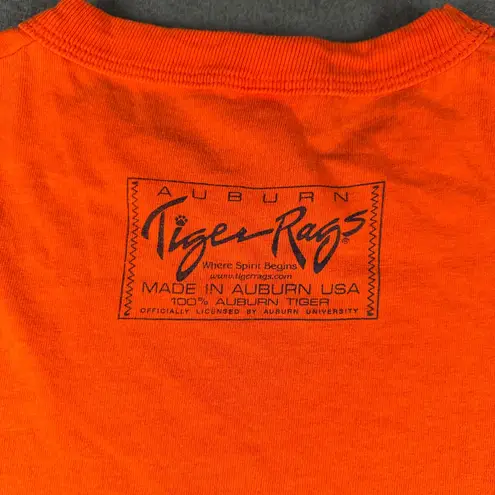 AUBURN
Tiger Rags®
Where Spirit Begins
www.tigerrags.com
MADE IN AUBURN USA
100% AUBURN TIGER
OFFICIALLY LICENSED BY AUBURN UNIVERSITY